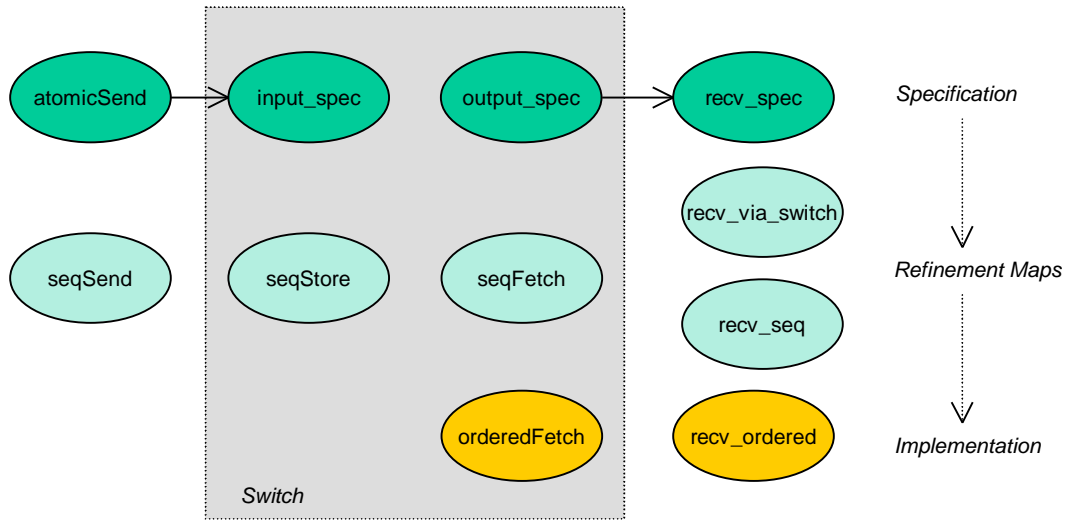 atomicSend
input_spec
output_spec
recv_spec
Specification
recv_via_switch
seqSend
seqStore
seqFetch
Refinement Maps
recv_seq
orderedFetch
recv_ordered
Implementation
Switch